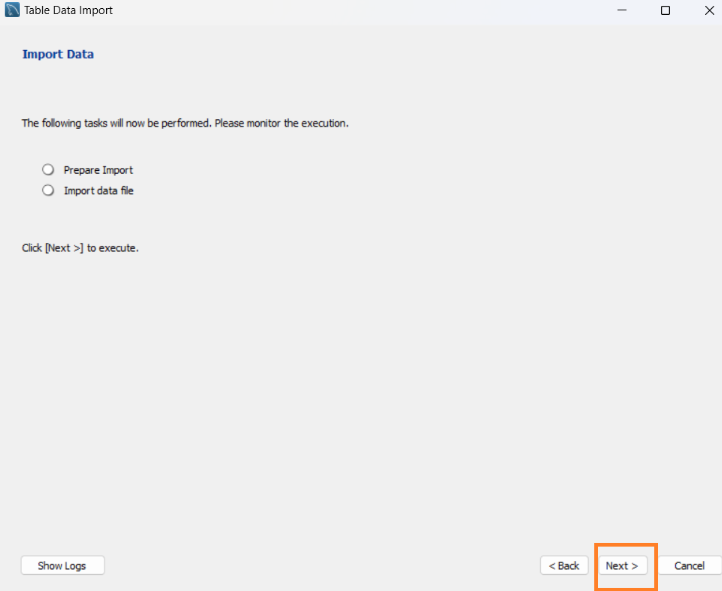 Table Data Import
Import Data
The following tasks will now be performed. Please monitor the execution.
Prepare Import
Import data file
Click [Next >] to execute.
Show Logs
< Back
Next >
Cancel